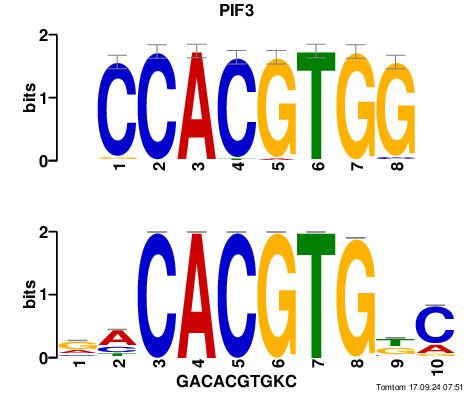 PIF3
2
1
0
bits
C C A C G T G G
1 2 3 4 5 6 7 8
2
1
0
bits
G A C A C G T G T C
1 2 3 4 5 6 7 8 9 10
GACACGTGKC
Tomtom 17.09.24 07:51